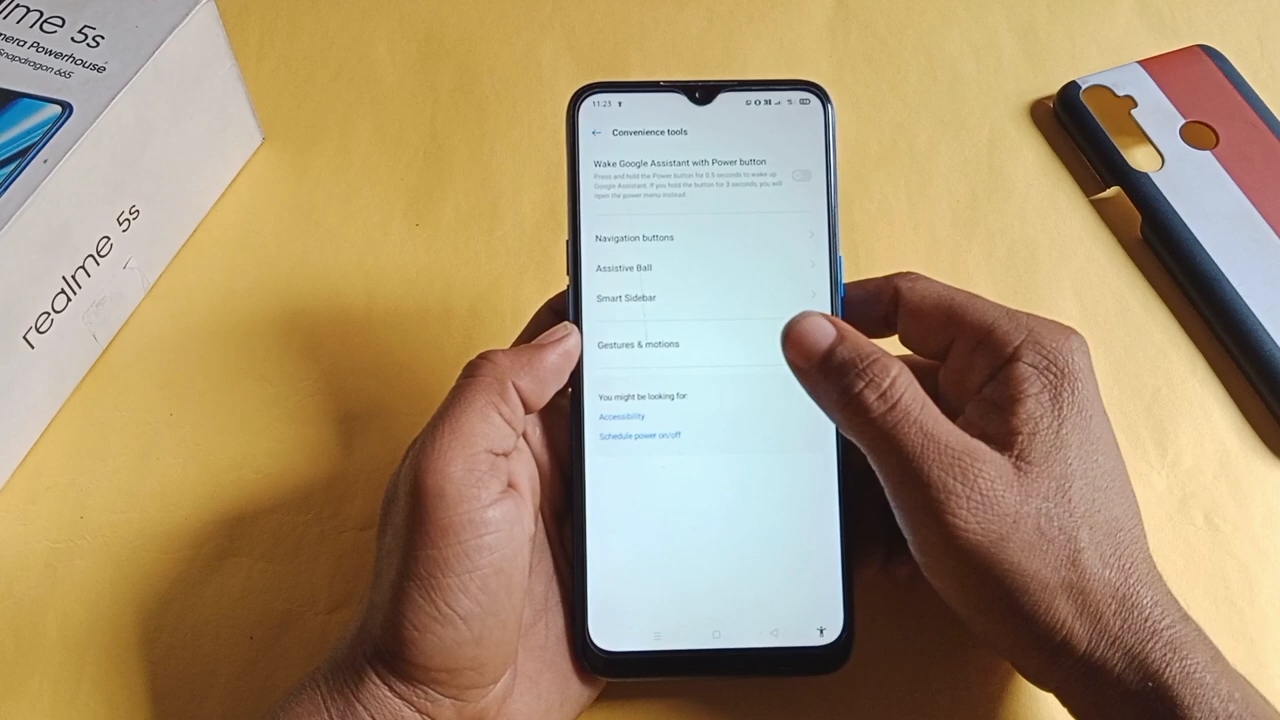 lme 5s
nera Powerhouse
Snapdragon 665
realme 5s
11:23
Convenience tools
Wake Google Assistant with Power button
Press and hold the Power button for 0.5 seconds to wake up
Google Assistant. If you hold the button for 3 seconds, you will
open the power menu instead.
Navigation buttons
Assistive Ball
Smart Sidebar
Gestures & motions
You might be looking for:
Accessibility
Schedule power on/off